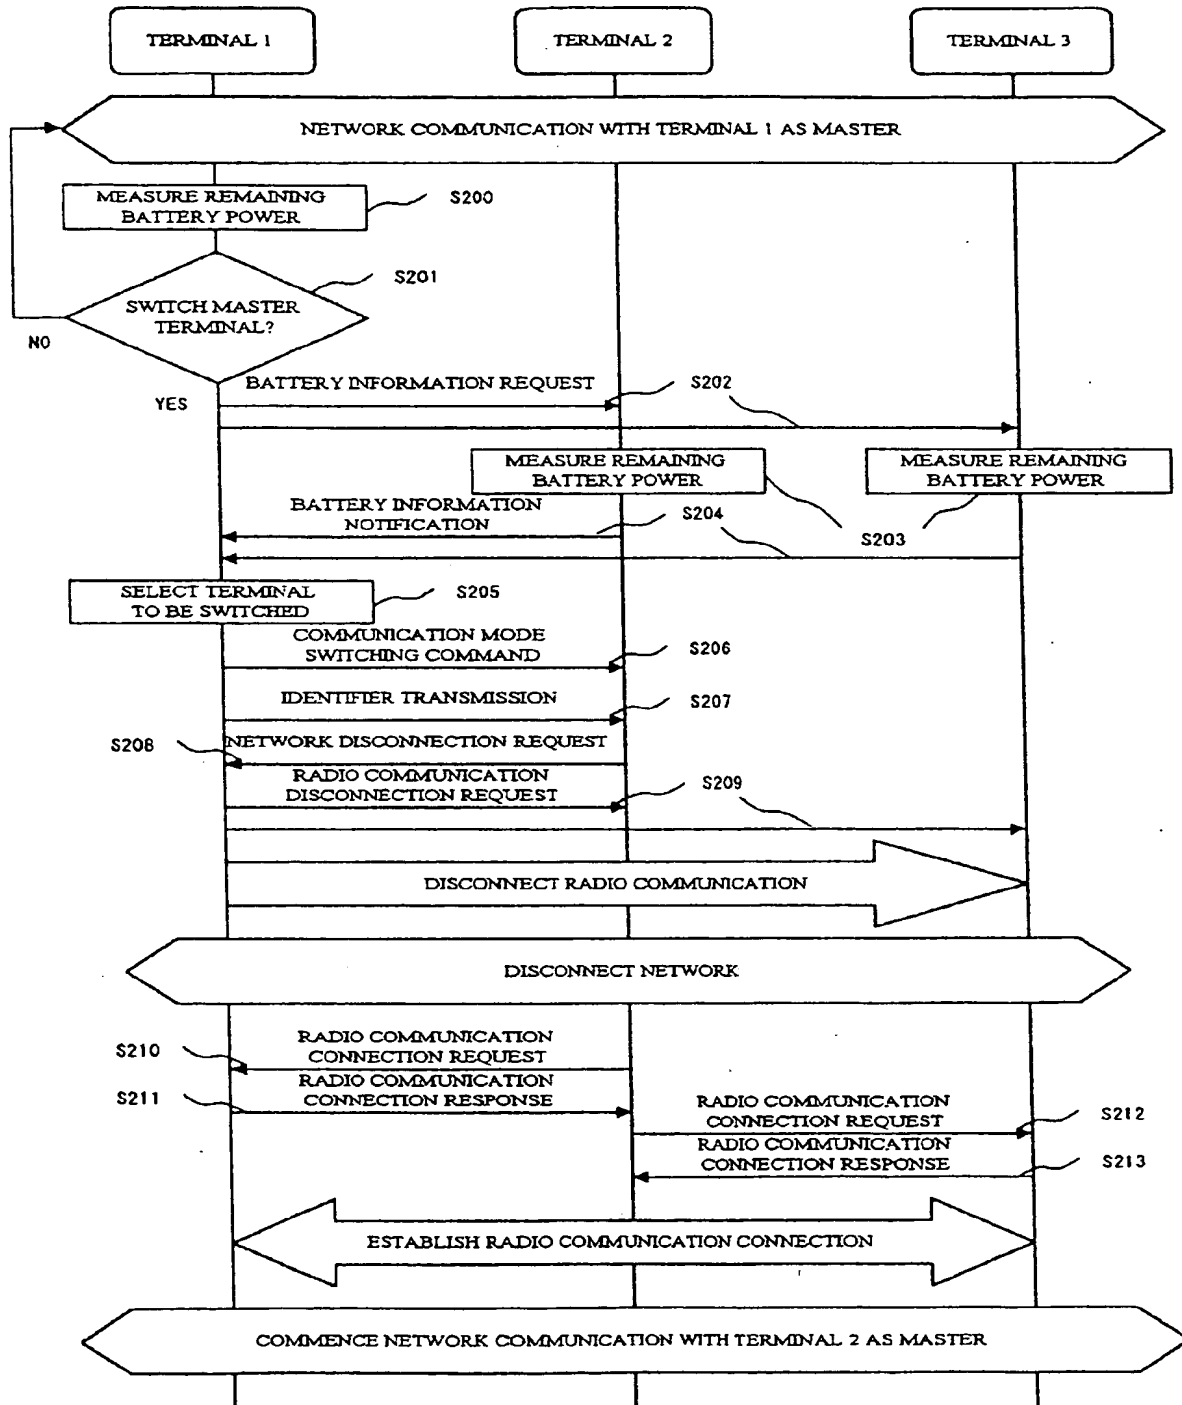 TERMINAL 1
TERMINAL 2
TERMINAL 3
NETWORK COMMUNICATION WITH TERMINAL 1 AS MASTER
MEASURE REMAINING
BATTERY POWER
S200
S201
SWITCH MASTER
TERMINAL?
NO
YES
BATTERY INFORMATION REQUEST
S202
MEASURE REMAINING
BATTERY POWER
MEASURE REMAINING
BATTERY POWER
BATTERY INFORMATION
NOTIFICATION
S204
S203
SELECT TERMINAL
TO BE SWITCHED
S205
COMMUNICATION MODE
SWITCHING COMMAND
S206
IDENTIFIER TRANSMISSION
S207
S208
NETWORK DISCONNECTION REQUEST
RADIO COMMUNICATION
DISCONNECTION REQUEST
S209
DISCONNECT RADIO COMMUNICATION
DISCONNECT NETWORK
S210
RADIO COMMUNICATION
CONNECTION REQUEST
S211
RADIO COMMUNICATION
CONNECTION RESPONSE
RADIO COMMUNICATION
CONNECTION REQUEST
S212
RADIO COMMUNICATION
CONNECTION RESPONSE
S213
ESTABLISH RADIO COMMUNICATION CONNECTION
COMMENCE NETWORK COMMUNICATION WITH TERMINAL 2 AS MASTER